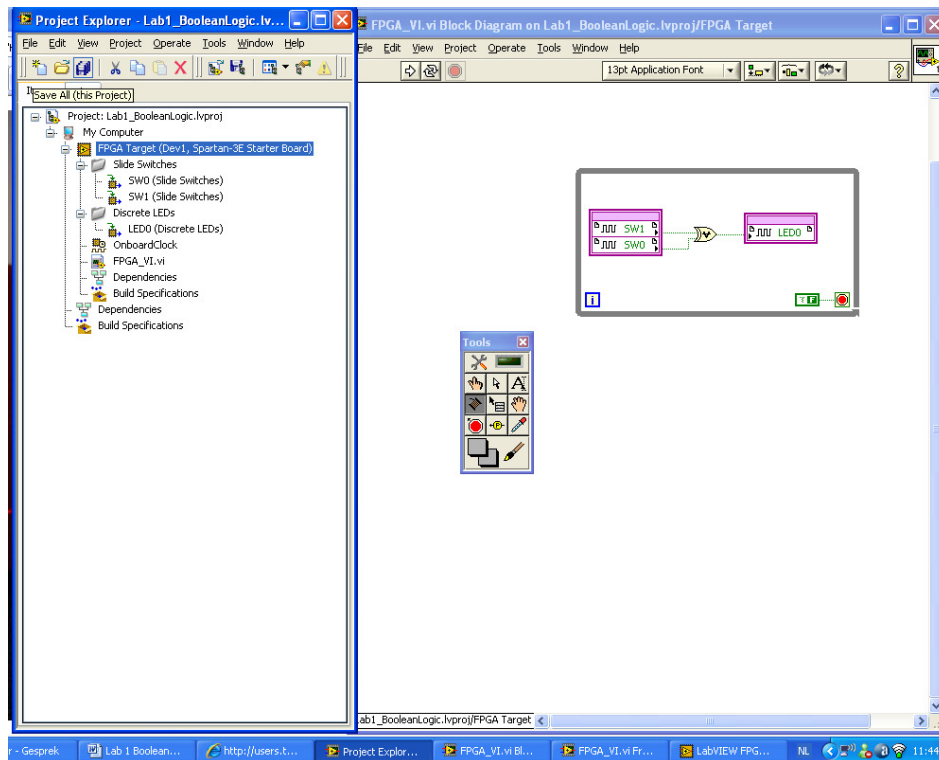 Project Explorer - Lab1_BooleanLogic.lv...
File Edit View Project Operate Tools Window Help
Save All (this Project)
Project: Lab1_BooleanLogic.lvproj
My Computer
FPGA Target (Dev1, Spartan-3E Starter Board)
Slide Switches
SW0 (Slide Switches)
SW1 (Slide Switches)
Discrete LEDs
LED0 (Discrete LEDs)
OnboardClock
FPGA_VI.vi
Dependencies
Build Specifications
Dependencies
Build Specifications
FPGA_VI.vi Block Diagram on Lab1_BooleanLogic.lvproj/FPGA Target
File Edit View Project Operate Tools Window Help
13pt Application Font
SW1
SW0
LED0
i
T F
Tools
A
P
ab1_BooleanLogic.lvproj/FPGA Target
r - Gesprek
Lab 1 Boolean...
http://users.t...
Project Explor...
FPGA_VI.vi Bl...
FPGA_VI.vi Fr...
LabVIEW FPG...
NL
11:44